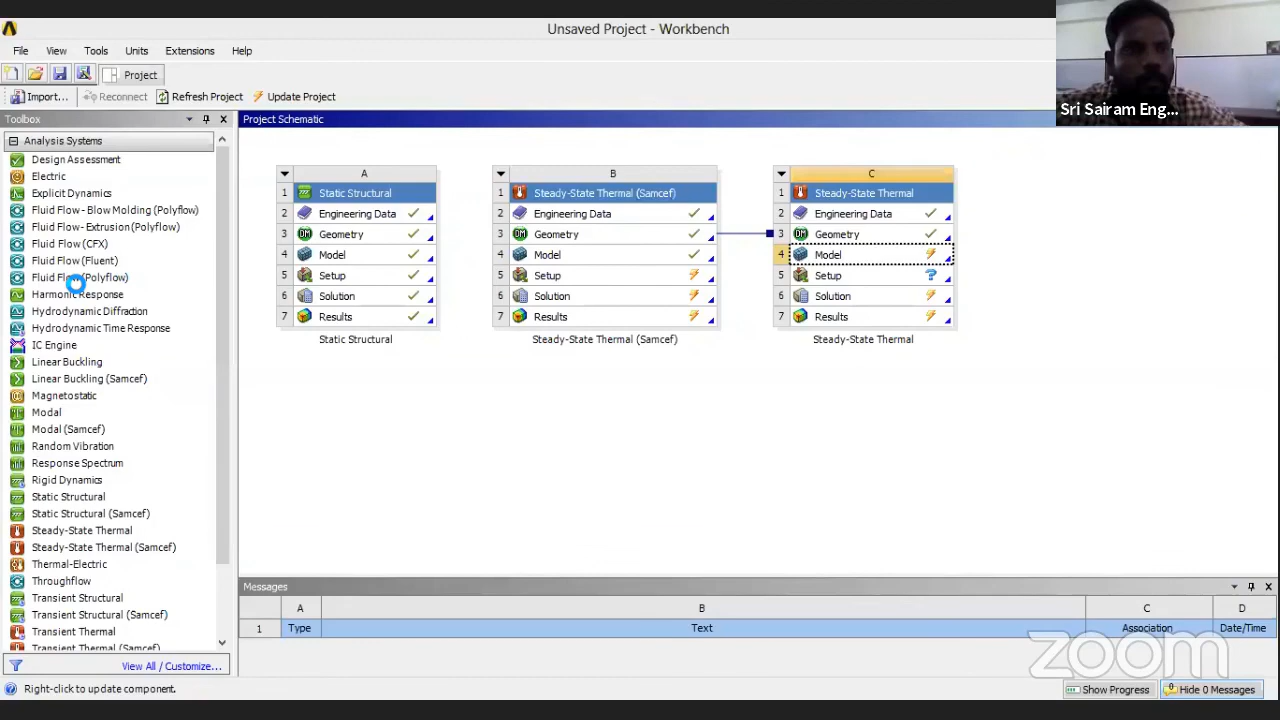 Unsaved Project - Workbench
File View Tools Units Extensions Help
Project
Import... Reconnect Refresh Project Update Project
Sri Sairam Eng...
Toolbox
Project Schematic
Analysis Systems
Design Assessment
Electric
Explicit Dynamics
Fluid Flow - Blow Molding (Polyflow)
Fluid Flow - Extrusion (Polyflow)
Fluid Flow (CFX)
Fluid Flow (Fluent)
Fluid Flow (Polyflow)
Harmonic Response
Hydrodynamic Diffraction
Hydrodynamic Time Response
IC Engine
Linear Buckling
Linear Buckling (Samcef)
Magnetostatic
Modal
Modal (Samcef)
Random Vibration
Response Spectrum
Rigid Dynamics
Static Structural
Static Structural (Samcef)
Steady-State Thermal
Steady-State Thermal (Samcef)
Thermal-Electric
Throughflow
Transient Structural
Transient Structural (Samcef)
Transient Thermal
Transient Thermal (Samcef)
View All / Customize...
A
1 Static Structural
2 Engineering Data
3 DM Geometry
4 Model
5 Setup
6 Solution
7 Results
Static Structural
B
1 Steady-State Thermal (Samcef)
2 Engineering Data
3 DM Geometry
4 Model
5 Setup
6 Solution
7 Results
Steady-State Thermal (Samcef)
C
1 Steady-State Thermal
2 Engineering Data
3 DM Geometry
4 Model
5 Setup ?
6 Solution
7 Results
Steady-State Thermal
Messages
A B C D
1 Type Text Association Date/Time
zoom
Right-click to update component.
Show Progress Hide 0 Messages